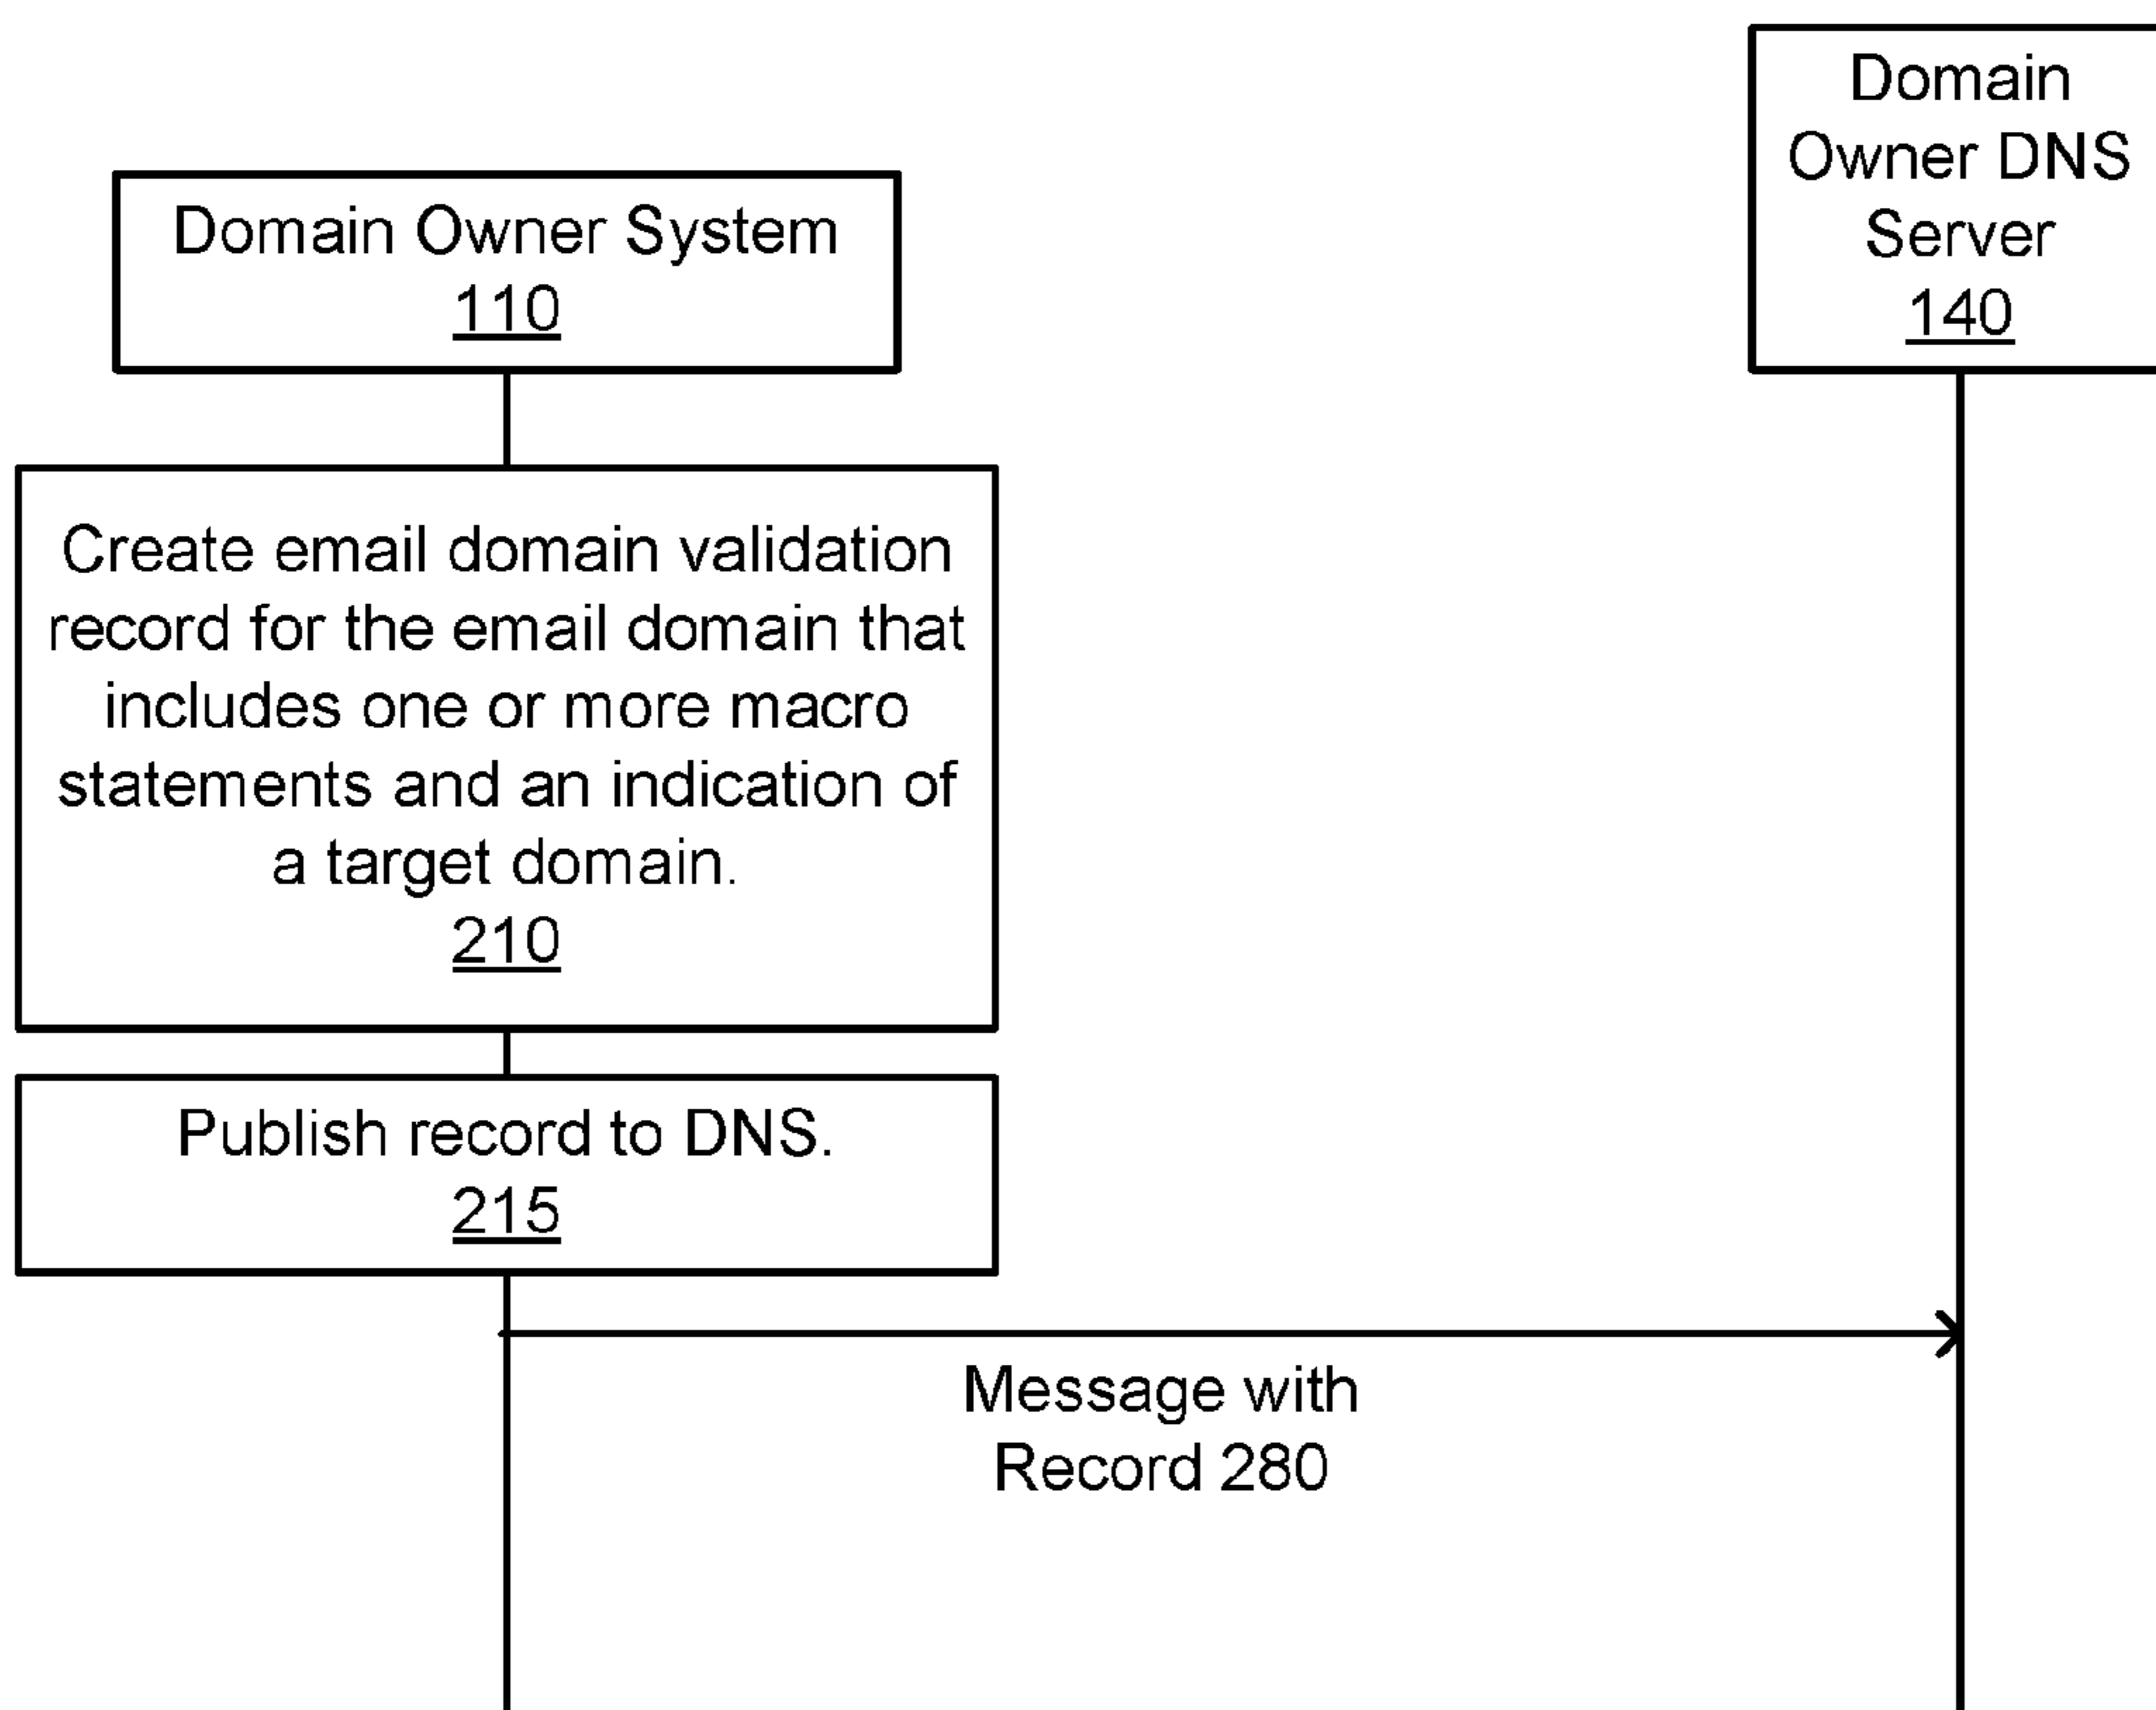 Domain Owner System
110
Domain
Owner DNS
Server
140
Create email domain validation
record for the email domain that
includes one or more macro
statements and an indication of
a target domain.
210
Publish record to DNS.
215
Message with
Record 280